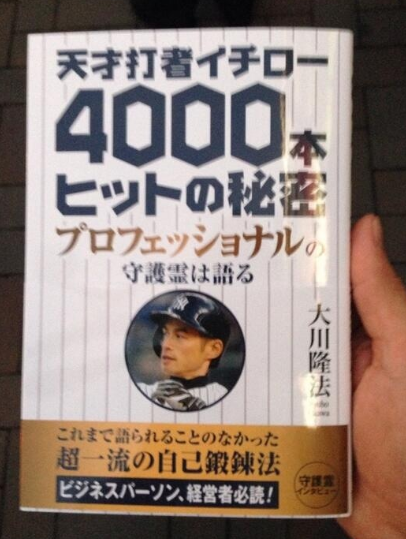 天才打者イチロー
4000本
ヒットの秘密
プロフェッショナルの
守護霊は語る
大川隆法
これまで語られることのなかった
超一流の自己鍛錬法
ビジネスパーソン、経営者必読!
守護霊
インタビュー